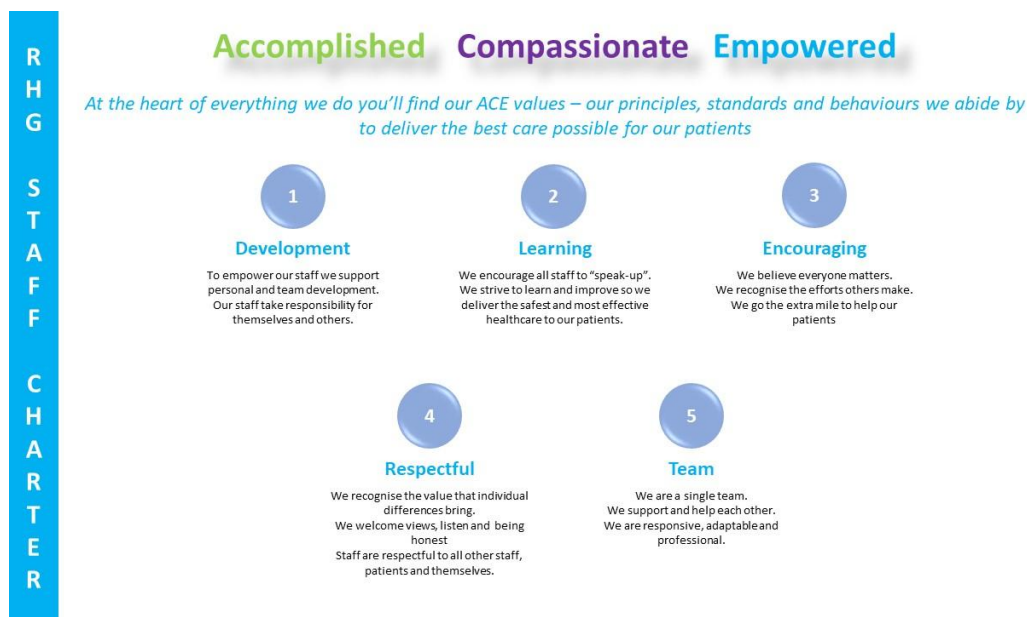 RHG STAFF CHARTER
Accomplished Compassionate Empowered
At the heart of everything we do you'll find our ACE values – our principles, standards and behaviours we abide by
to deliver the best care possible for our patients
1
Development
To empower our staff we support
personal and team development.
Our staff take responsibility for
themselves and others.
2
Learning
We encourage all staff to “speak-up”.
We strive to learn and improve so we
deliver the safest and most effective
healthcare to our patients.
3
Encouraging
We believe everyone matters.
We recognise the efforts others make.
We go the extra mile to help our
patients
4
Respectful
We recognise the value that individual
differences bring.
We welcome views, listen and being
honest
Staff are respectful to all other staff,
patients and themselves.
5
Team
We are a single team.
We support and help each other.
We are responsive, adaptable and
professional.